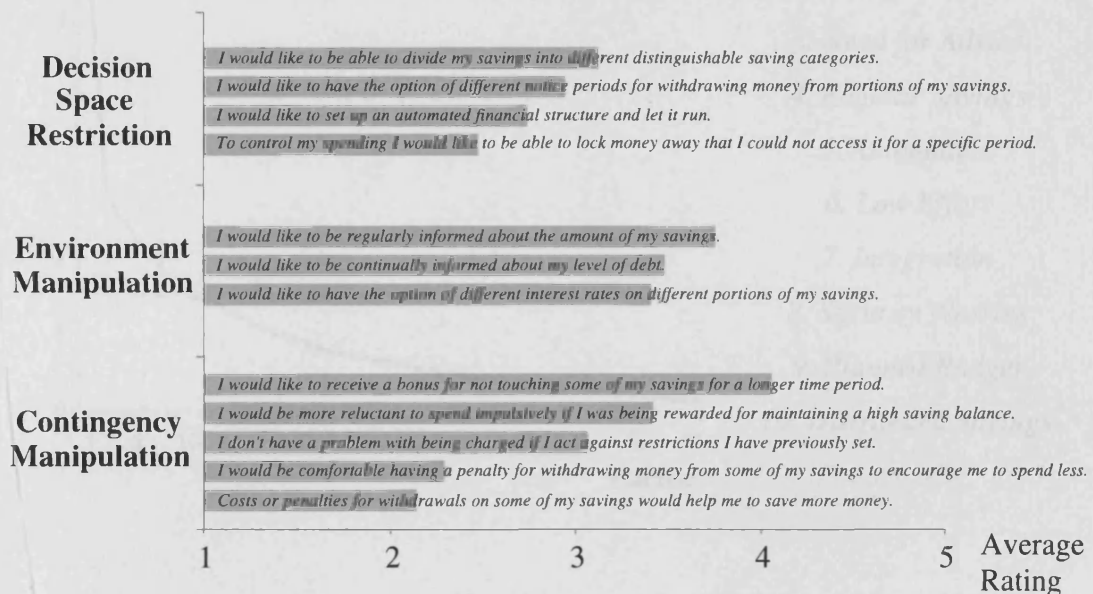 Decision
Space
Restriction
I would like to be able to divide my savings into different distinguishable saving categories.
I would like to have the option of different notice periods for withdrawing money from portions of my savings.
I would like to set up an automated financial structure and let it run.
To control my spending I would like to be able to lock money away that I could not access it for a specific period.
Environment
Manipulation
I would like to be regularly informed about the amount of my savings.
I would like to be continually informed about my level of debt.
I would like to have the option of different interest rates on different portions of my savings.
Contingency
Manipulation
I would like to receive a bonus for not touching some of my savings for a longer time period.
I would be more reluctant to spend impulsively if I was being rewarded for maintaining a high saving balance.
I don't have a problem with being charged if I act against restrictions I have previously set.
I would be comfortable having a penalty for withdrawing money from some of my savings to encourage me to spend less.
Costs or penalties for withdrawals on some of my savings would help me to save more money.
1 2 3 4 5 Average
Rating